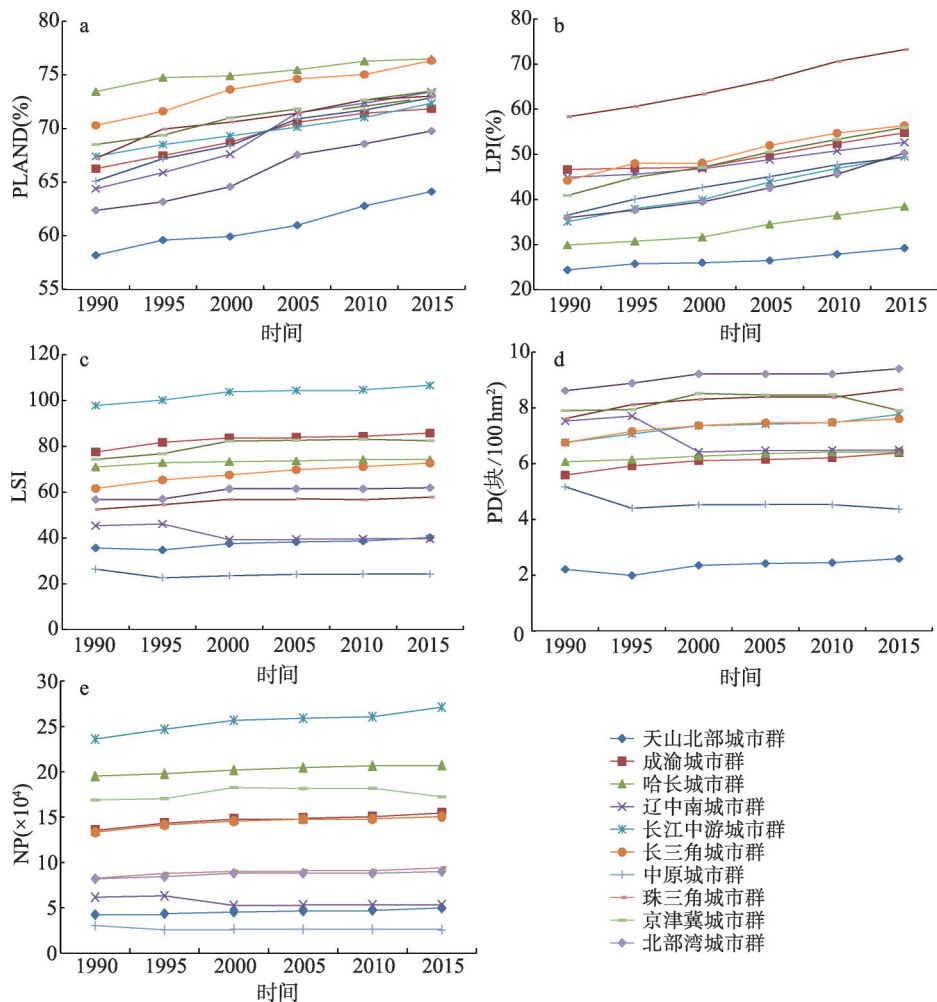 a
PLAND(%)
80
75
70
65
60
55
1990 1995 2000 2005 2010 2015
时间
b
LPI(%)
80
70
60
50
40
30
20
1990 1995 2000 2005 2010 2015
时间
c
LSI
120
100
80
60
40
20
0
1990 1995 2000 2005 2010 2015
时间
d
PD(块/100 hm²)
10
8
6
4
2
0
1990 1995 2000 2005 2010 2015
时间
e
NP(×10⁴)
30
25
20
15
10
5
0
1990 1995 2000 2005 2010 2015
时间
天山北部城市群
成渝城市群
哈长城市群
辽中南城市群
长江中游城市群
长三角城市群
中原城市群
珠三角城市群
京津冀城市群
北部湾城市群